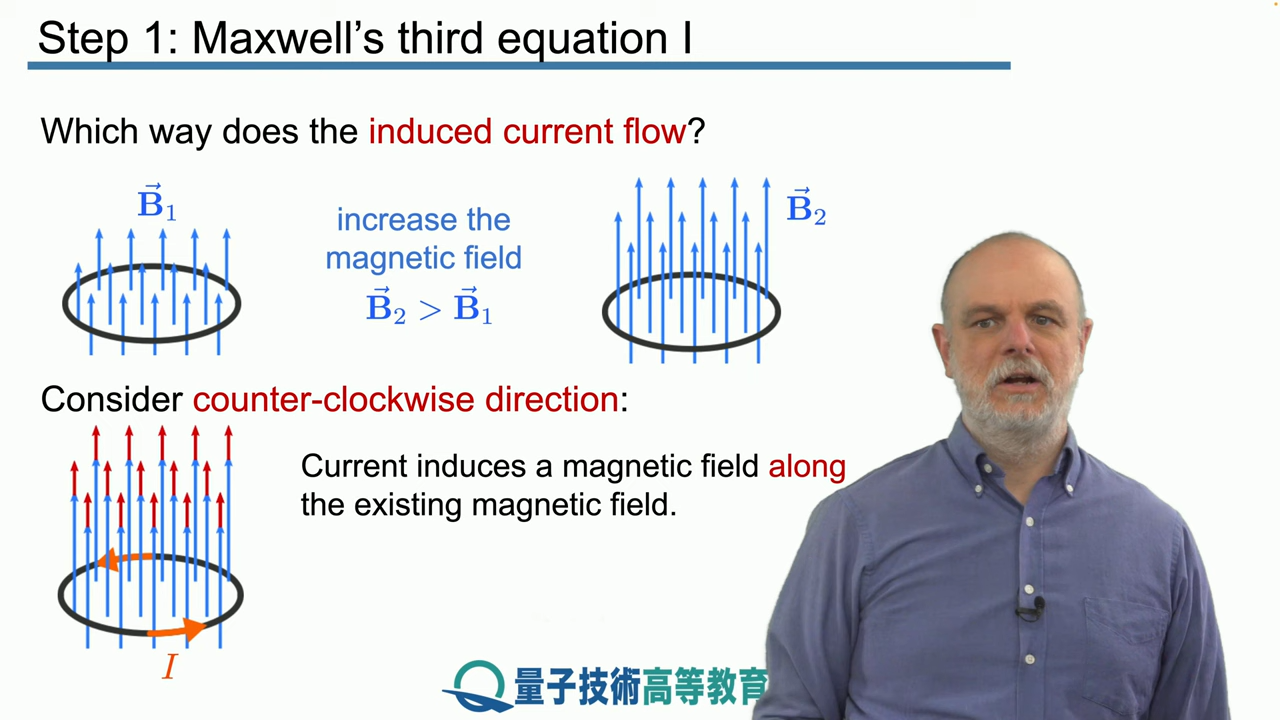 Step 1: Maxwell's third equation I
Which way does the induced current flow?
B⃗₁
increase the
magnetic field
B⃗₂ > B⃗₁
B⃗₂
Consider counter-clockwise direction:
Current induces a magnetic field along
the existing magnetic field.
I
量子技術高等教育